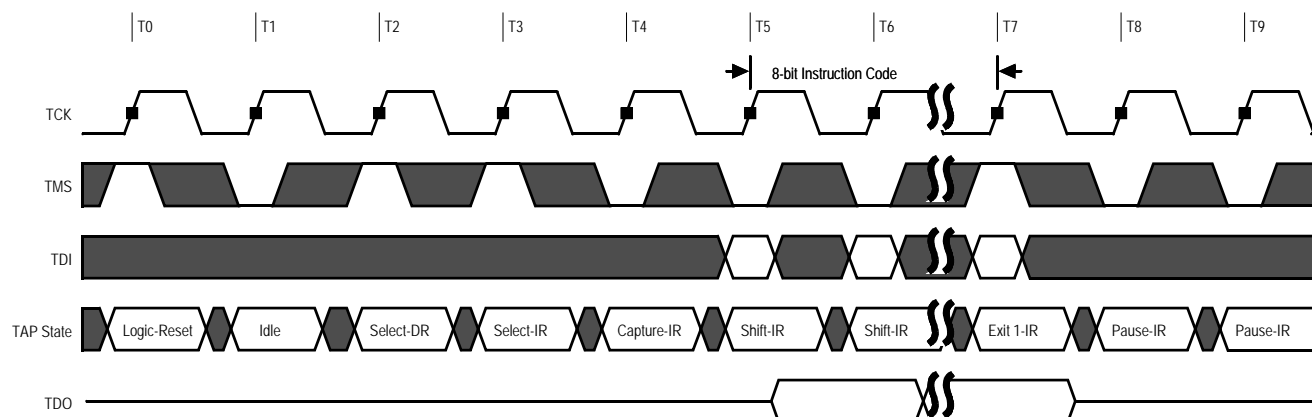 T0 T1 T2 T3 T4 T5 T6 T7 T8 T9
8-bit Instruction Code
TCK
TMS
TDI
TAP State Logic-Reset Idle Select-DR Select-IR Capture-IR Shift-IR Shift-IR Exit 1-IR Pause-IR Pause-IR
TDO